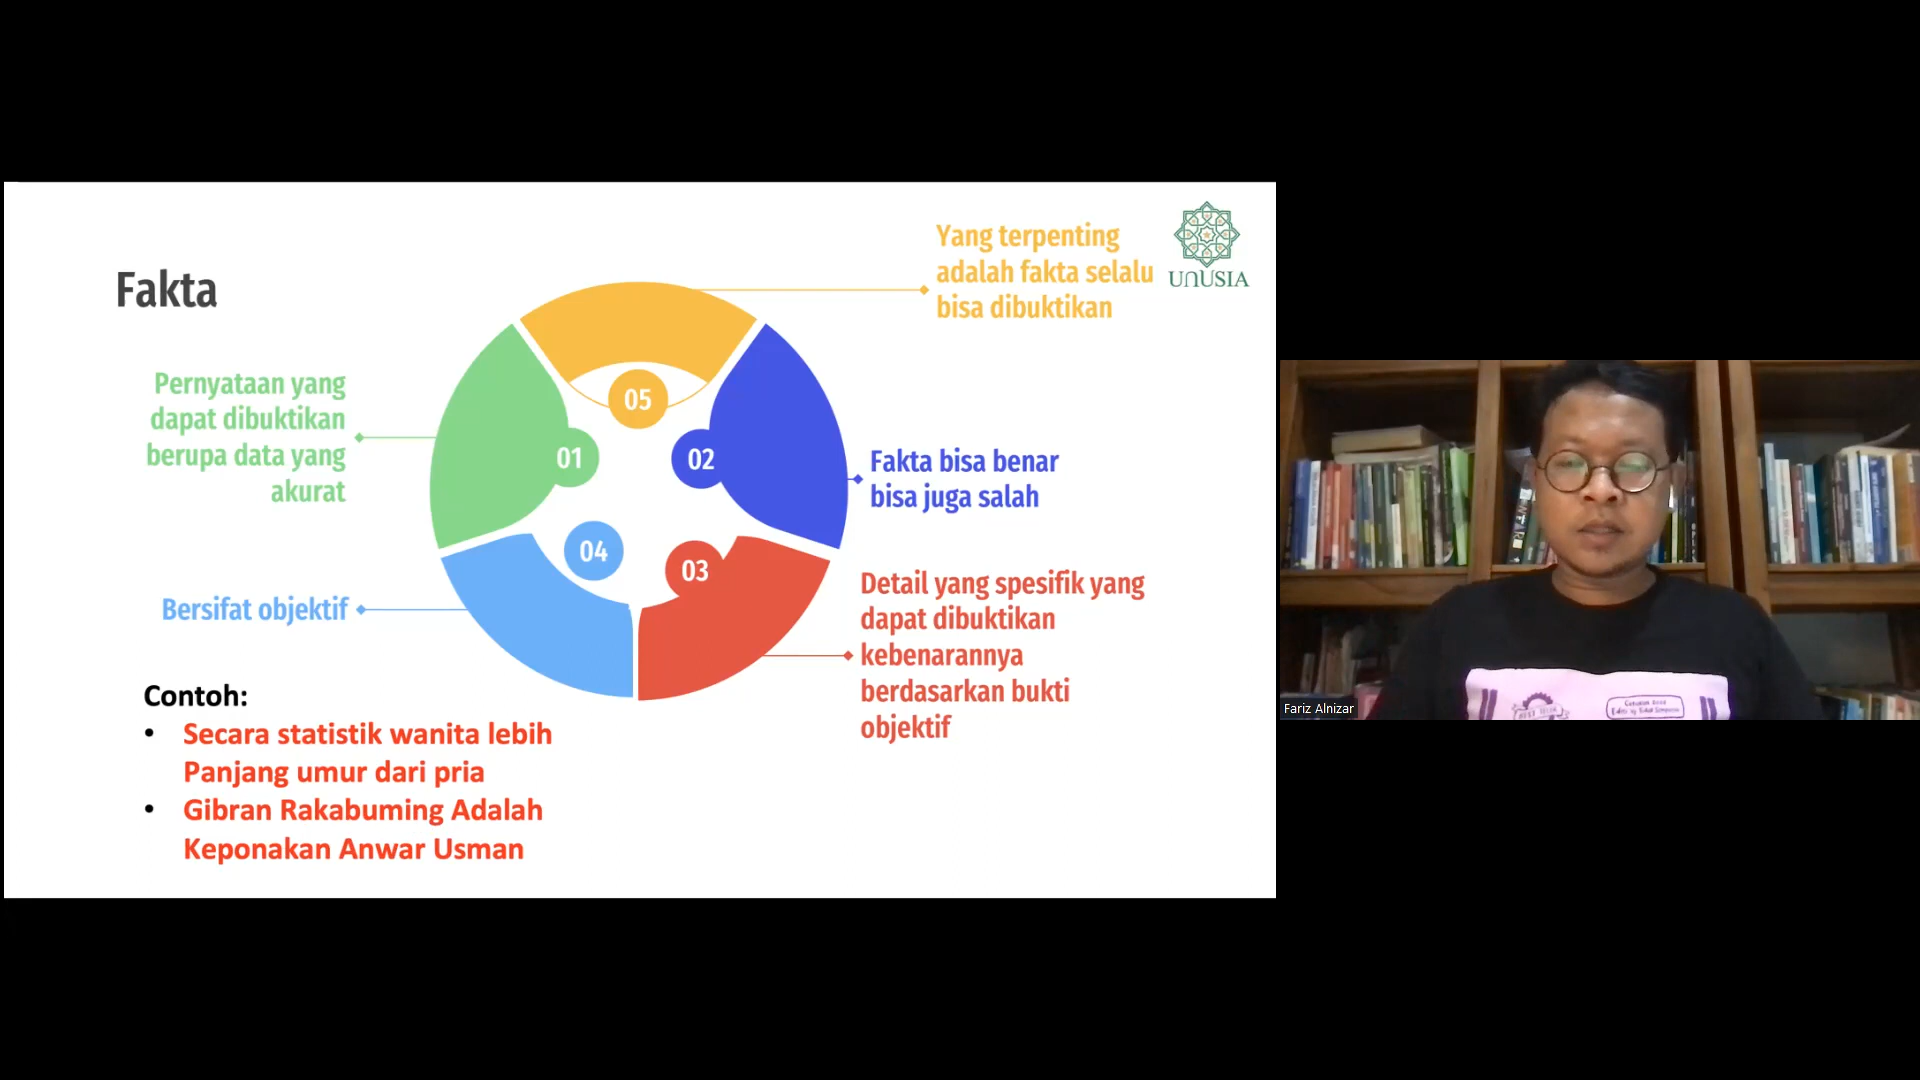 Fakta
Yang terpenting
adalah fakta selalu
bisa dibuktikan
UNUSIA
Pernyataan yang
dapat dibuktikan
berupa data yang
akurat
05
01
02
Fakta bisa benar
bisa juga salah
04
03
Bersifat objektif
Detail yang spesifik yang
dapat dibuktikan
kebenarannya
berdasarkan bukti
objektif
Contoh:
• Secara statistik wanita lebih
Panjang umur dari pria
• Gibran Rakabuming Adalah
Keponakan Anwar Usman
Fariz Alnizar